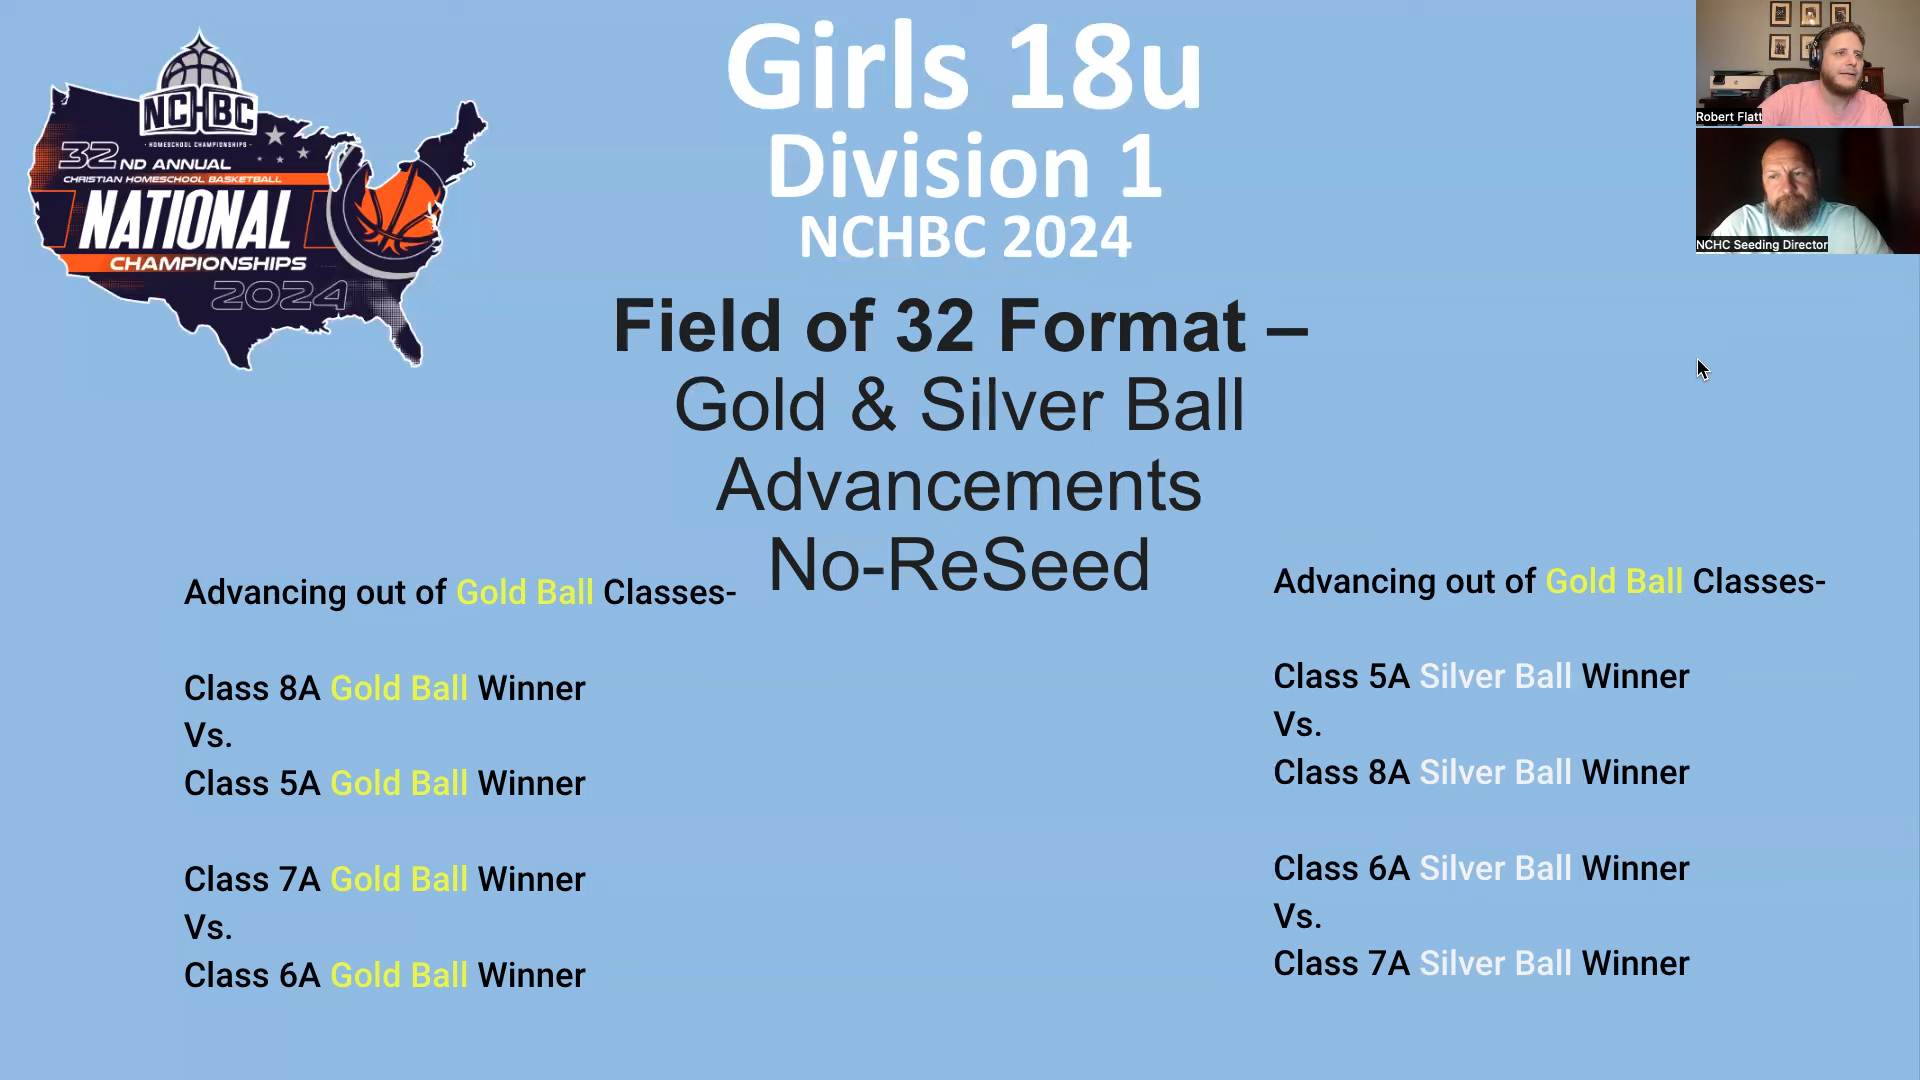 NCHBC
- HOMESCHOOL CHAMPIONSHIPS -
32ND ANNUAL
CHRISTIAN HOMESCHOOL BASKETBALL
NATIONAL
CHAMPIONSHIPS
2024
Girls 18u
Division 1
NCHBC 2024
Robert Flatt
NCHC Seeding Director
Field of 32 Format –
Gold & Silver Ball
Advancements
No-ReSeed
Advancing out of Gold Ball Classes-
Class 8A Gold Ball Winner
Vs.
Class 5A Gold Ball Winner
Class 7A Gold Ball Winner
Vs.
Class 6A Gold Ball Winner
Advancing out of Gold Ball Classes-
Class 5A Silver Ball Winner
Vs.
Class 8A Silver Ball Winner
Class 6A Silver Ball Winner
Vs.
Class 7A Silver Ball Winner